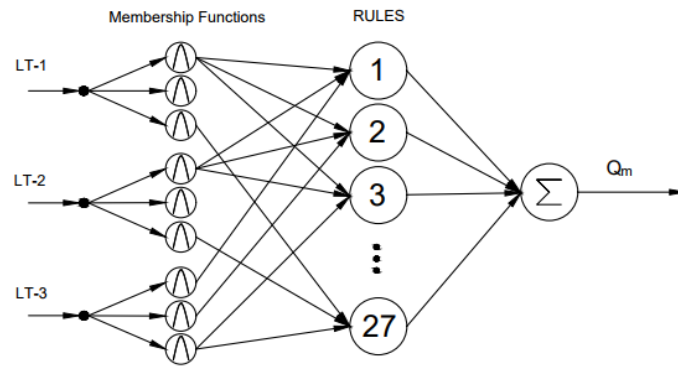 Membership Functions
RULES
LT-1
LT-2
LT-3
1
2
3
27
Σ
Qm